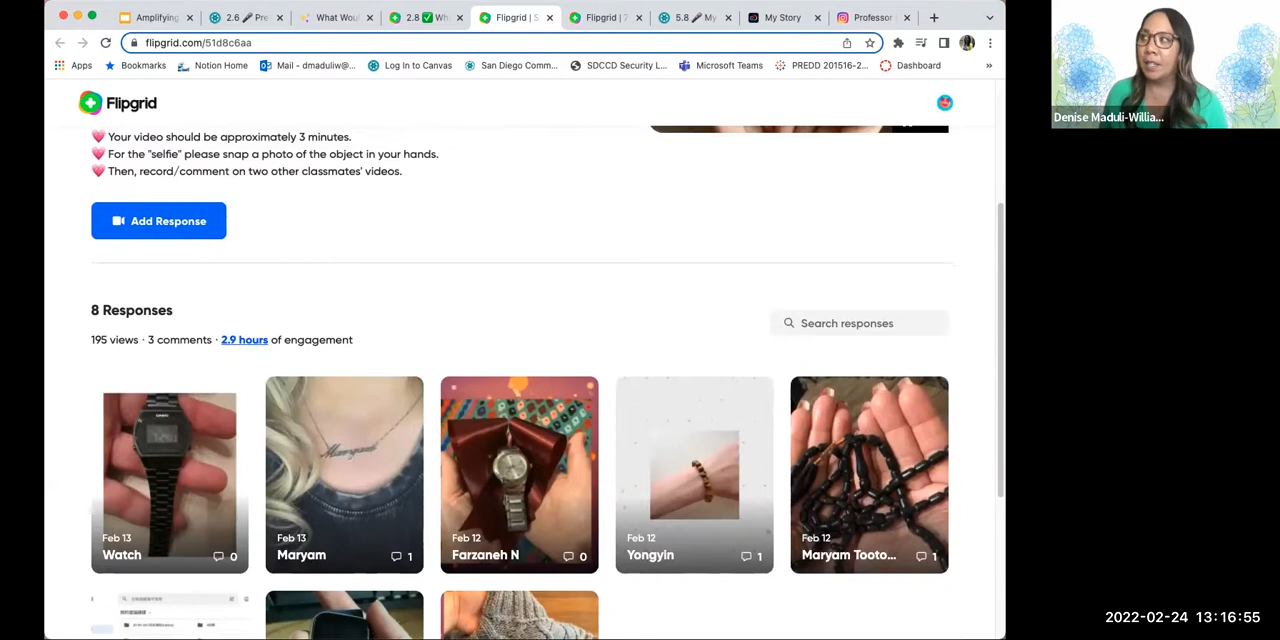 Amplifying
2.6 🎤 Pre
What Wou
2.8 ✅ Wh
Flipgrid | S
Flipgrid | 7
5.8 🎤 My
My Story
Professor
flipgrid.com/51d8c6aa
Apps
Bookmarks
Notion Home
Mail - dmaduliw...
Log In to Canvas
San Diego Comm...
SDCCD Security L...
Microsoft Teams
PREDD 201516-2...
Dashboard
»
Denise Maduli-Willia...
Flipgrid
💗 Your video should be approximately 3 minutes.
💗 For the "selfie" please snap a photo of the object in your hands.
💗 Then, record/comment on two other classmates' videos.
Add Response
8 Responses
Search responses
195 views · 3 comments · 2.9 hours of engagement
Feb 13
Watch
0
Feb 13
Maryam
1
Feb 12
Farzaneh N
0
Feb 12
Yongyin
1
Feb 12
Maryam Tooto...
1
2022-02-24 13:16:55